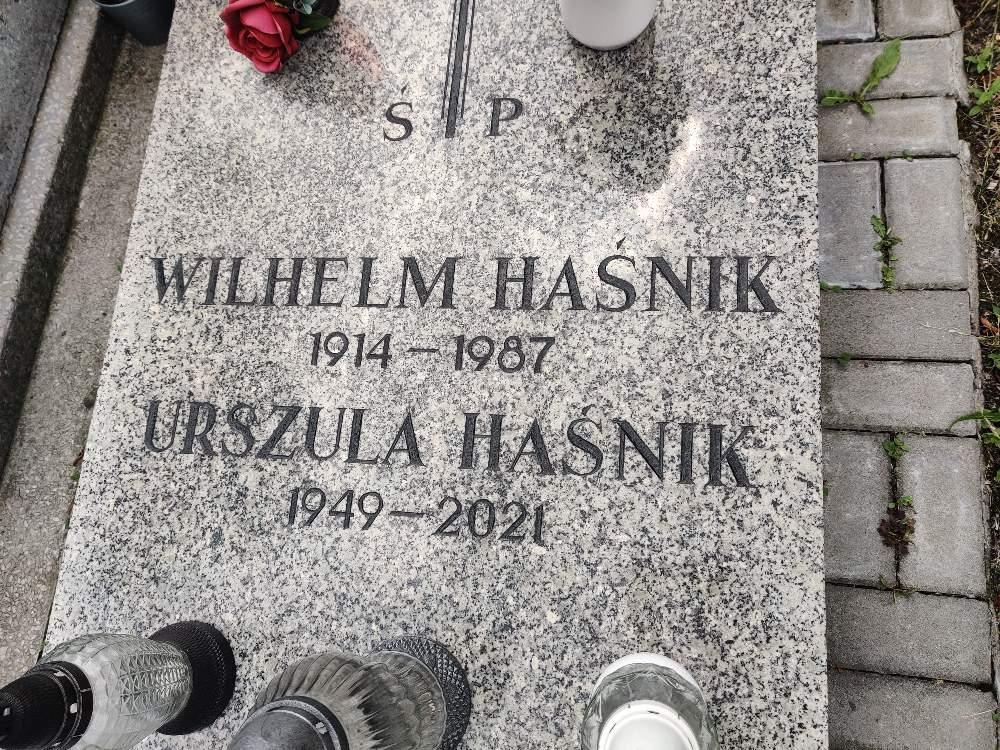 Ś P
WILHELM HAŚNIK
1914-1987
URSZULA HAŚNIK
1949-2021